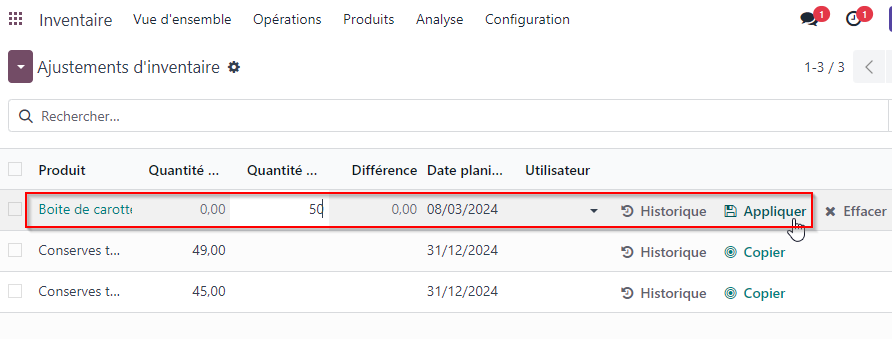 Inventaire Vue d'ensemble Opérations Produits Analyse Configuration 1 1
Ajustements d'inventaire 1-3 / 3
Rechercher...
Produit Quantité ... Quantité ... Différence Date plani... Utilisateur
Boite de carotte 0,00 50 0,00 08/03/2024 Historique Appliquer Effacer
Conserves t... 49,00 31/12/2024 Historique Copier
Conserves t... 45,00 31/12/2024 Historique Copier